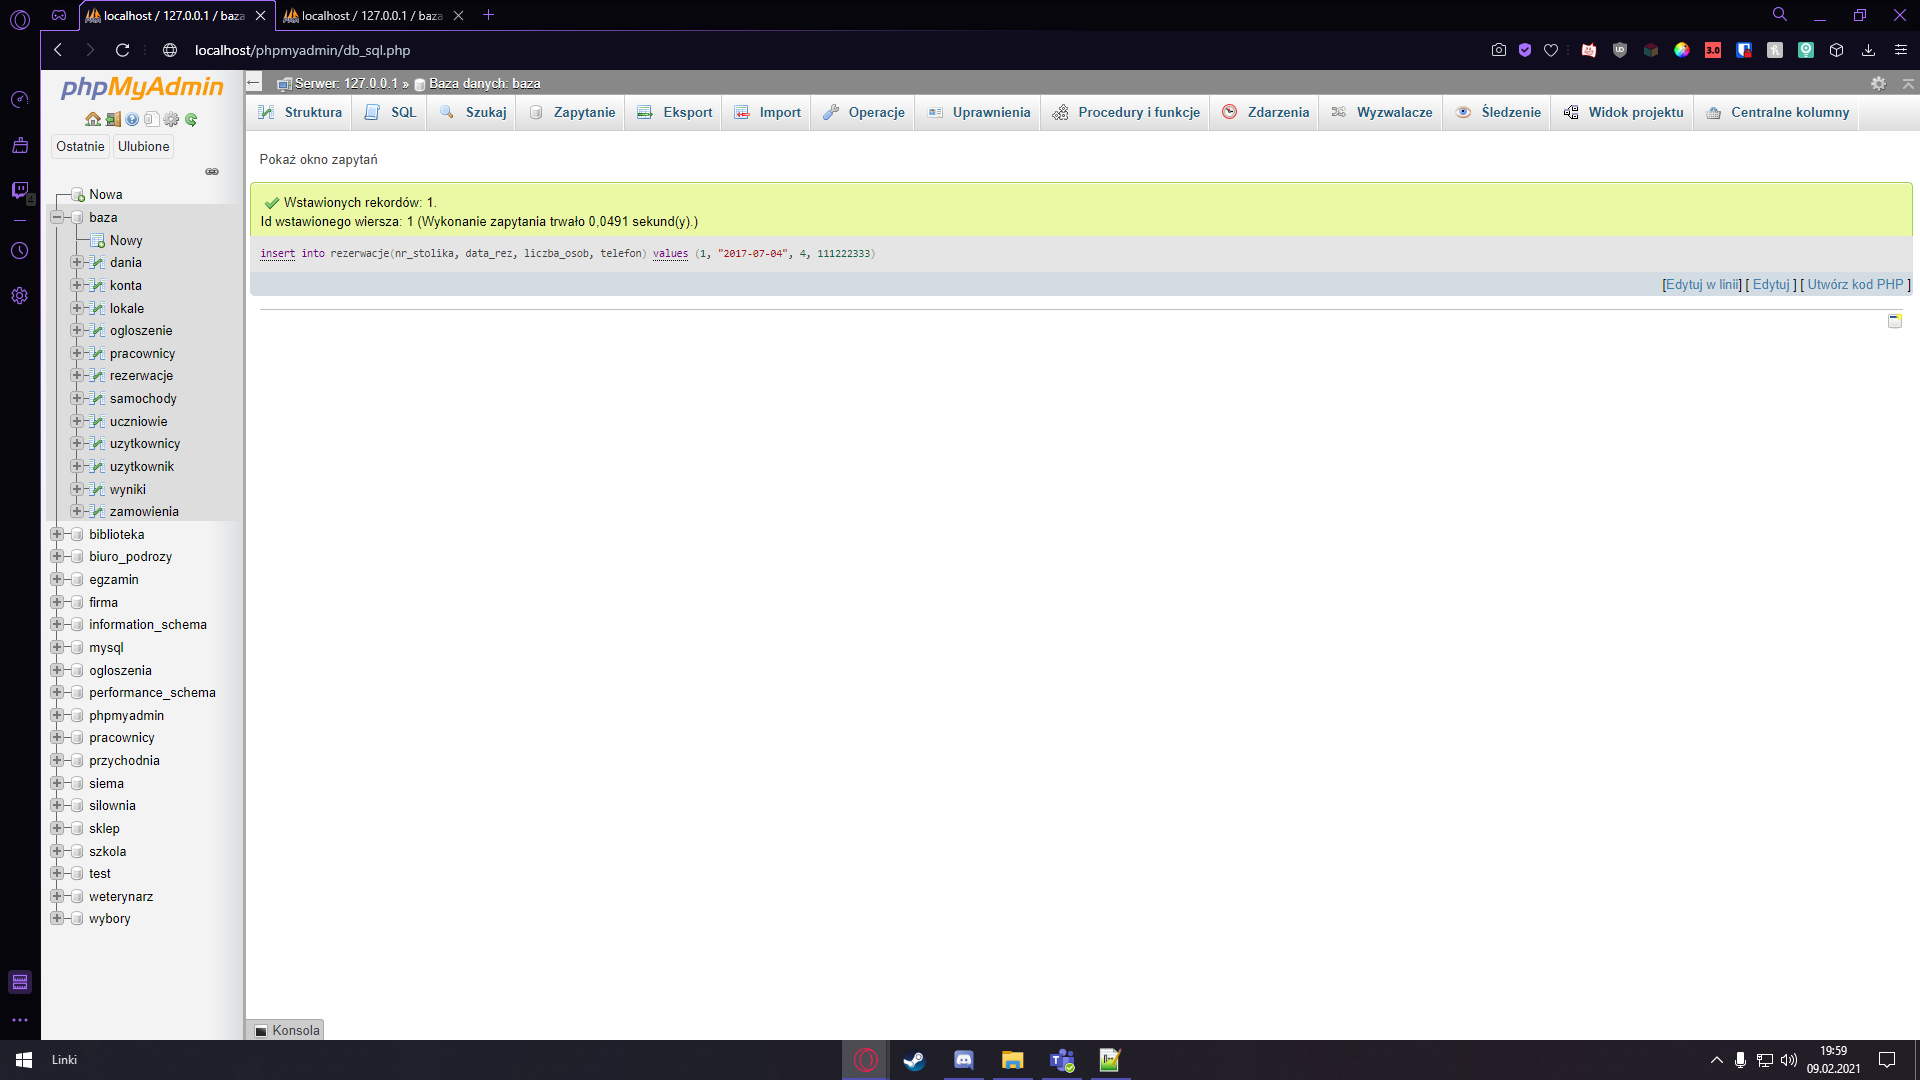 localhost / 127.0.0.1 / baza
localhost / 127.0.0.1 / baza
localhost/phpmyadmin/db_sql.php
3.0
4
phpMyAdmin
Ostatnie
Ulubione
Nowa
baza
Nowy
dania
konta
lokale
ogloszenie
pracownicy
rezerwacje
samochody
uczniowie
uzytkownicy
uzytkownik
wyniki
zamowienia
biblioteka
biuro_podrozy
egzamin
firma
information_schema
mysql
ogloszenia
performance_schema
phpmyadmin
pracownicy
przychodnia
siema
silownia
sklep
szkola
test
weterynarz
wybory
Serwer: 127.0.0.1 » Baza danych: baza
Struktura SQL Szukaj Zapytanie Eksport Import Operacje Uprawnienia Procedury i funkcje Zdarzenia Wyzwalacze Śledzenie Widok projektu Centralne kolumny
Pokaż okno zapytań
Wstawionych rekordów: 1.
Id wstawionego wiersza: 1 (Wykonanie zapytania trwało 0,0491 sekund(y).)
insert into rezerwacje(nr_stolika, data_rez, liczba_osob, telefon) values (1, "2017-07-04", 4, 111222333)
[Edytuj w linii] [ Edytuj ] [ Utwórz kod PHP ]
Konsola
Linki
19:59
09.02.2021